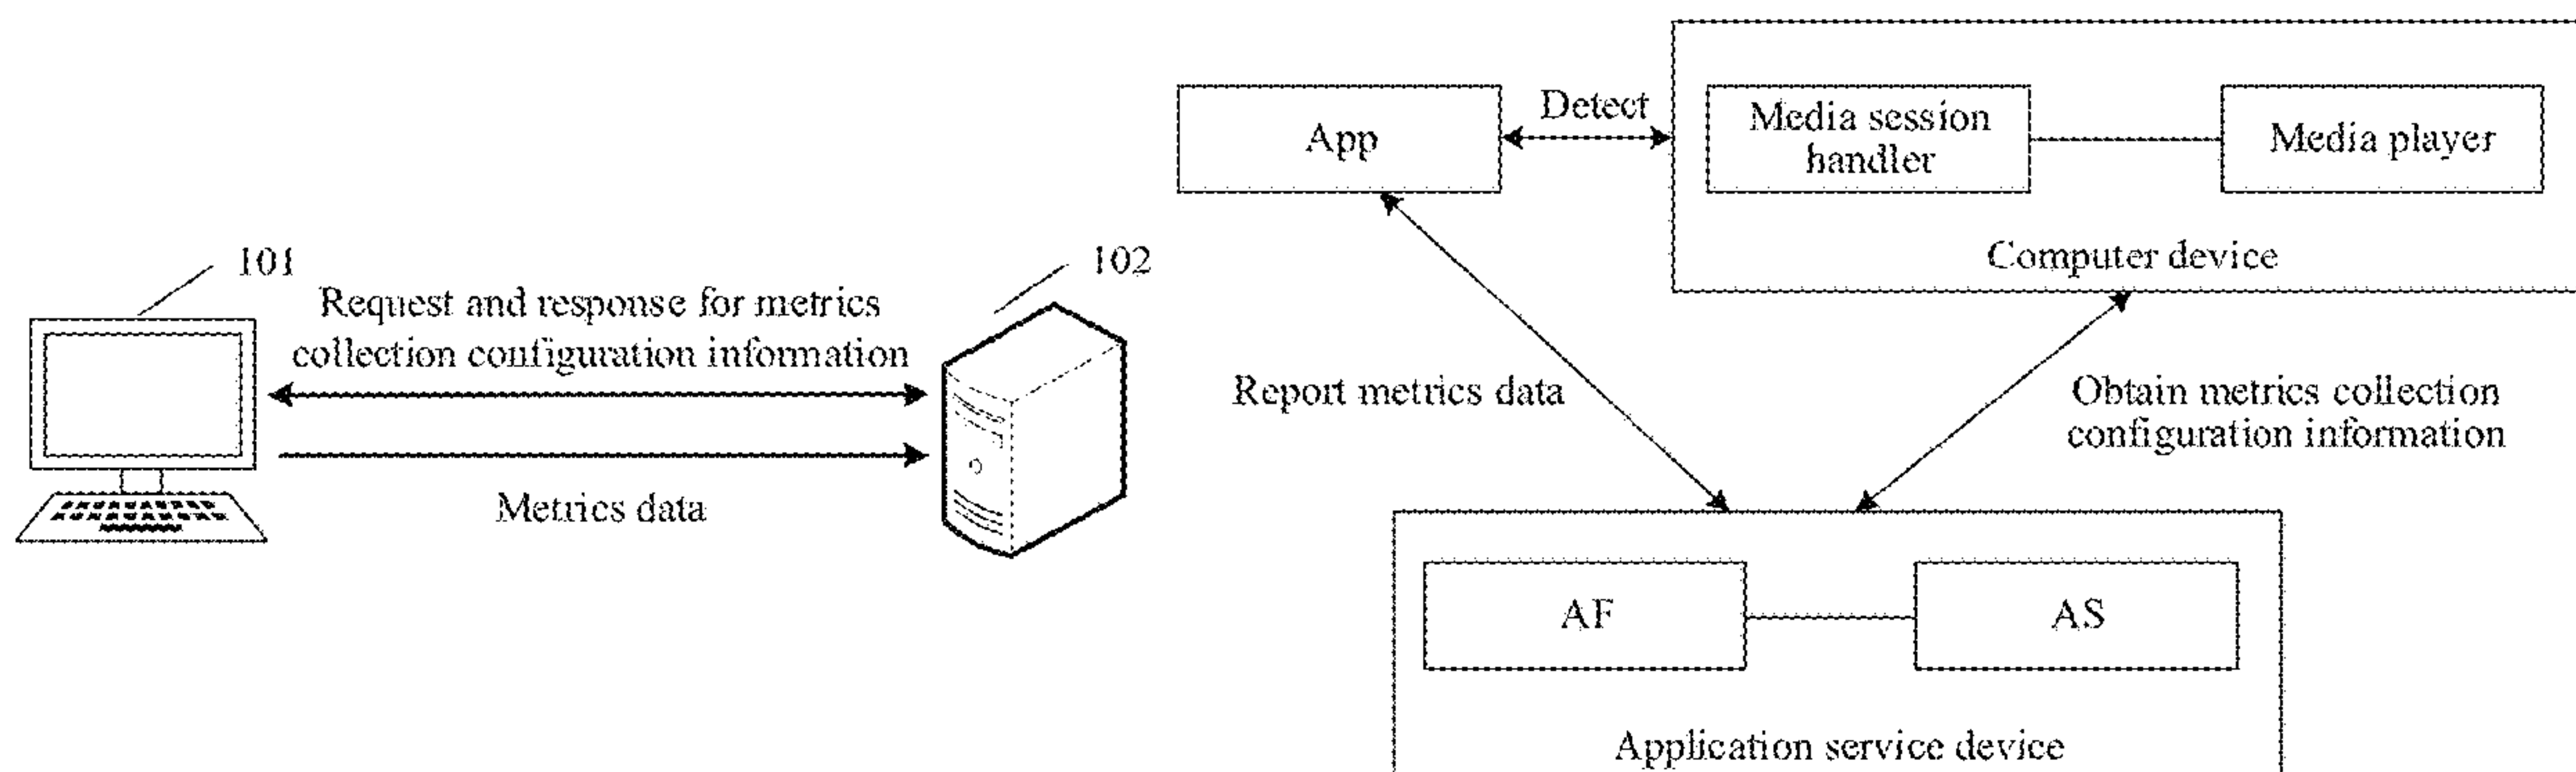 101
Request and response for metrics
collection configuration information
102
Metrics data
App
Detect
Media session
handler
Media player
Computer device
Report metrics data
Obtain metrics collection
configuration information
AF
AS
Application service device